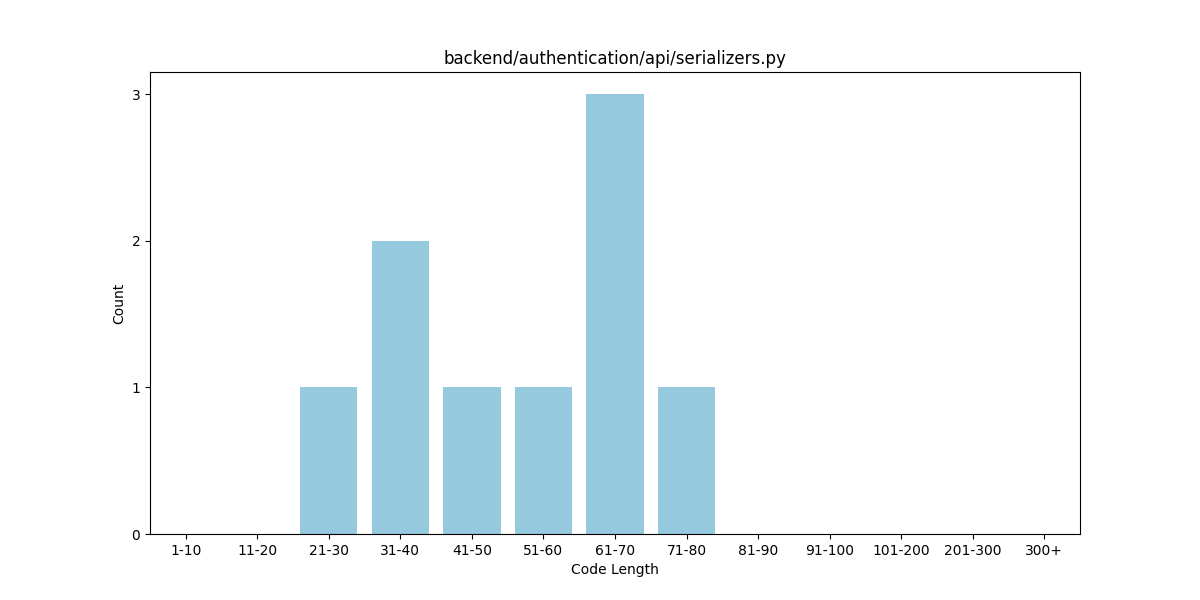 backend/authentication/api/serializers.py
3
2
1
0
Count
1-10 11-20 21-30 31-40 41-50 51-60 61-70 71-80 81-90 91-100 101-200 201-300 300+
Code Length